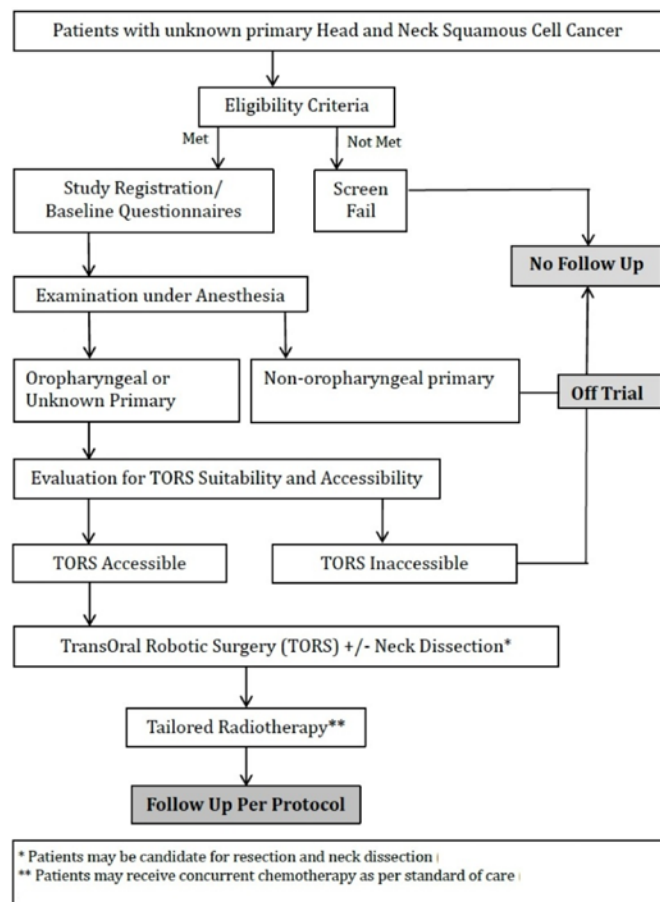 Patients with unknown primary Head and Neck Squamous Cell Cancer
Eligibility Criteria
Met
Not Met
Study Registration/
Baseline Questionnaires
Screen
Fail
No Follow Up
Examination under Anesthesia
Oropharyngeal or
Unknown Primary
Non-oropharyngeal primary
Off Trial
Evaluation for TORS Suitability and Accessibility
TORS Accessible
TORS Inaccessible
TransOral Robotic Surgery (TORS) +/- Neck Dissection*
Tailored Radiotherapy**
Follow Up Per Protocol
* Patients may be candidate for resection and neck dissection
** Patients may receive concurrent chemotherapy as per standard of care